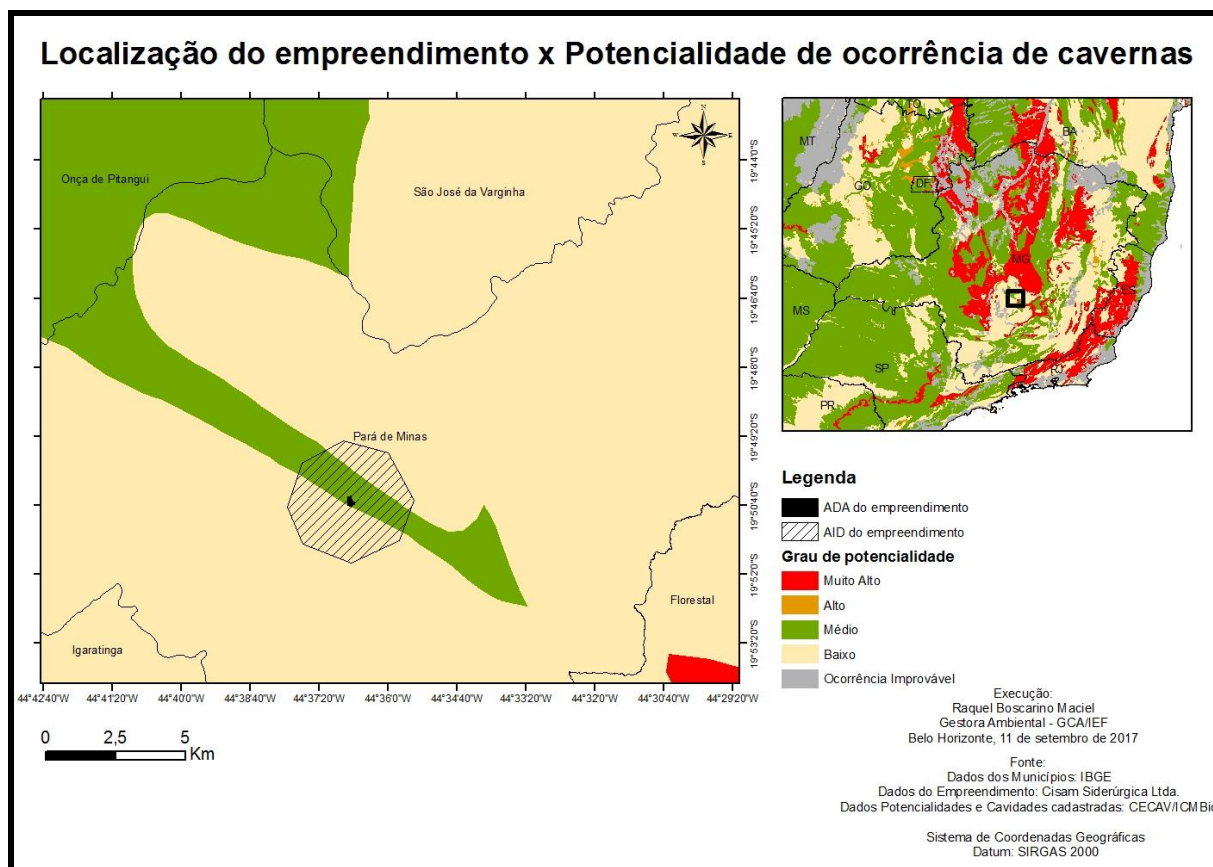 Localização do empreendimento x Potencialidade de ocorrência de cavernas
Onça de Pitangui
São José da Varginha
Pará de Minas
Florestal
Igaratinga
N
W
E
S
19°44'0"S
19°45'20"S
19°46'40"S
19°48'0"S
19°49'20"S
19°50'40"S
19°52'0"S
19°53'20"S
44°42'40"W 44°41'20"W 44°40'0"W 44°38'40"W 44°37'20"W 44°36'0"W 44°34'40"W 44°33'20"W 44°32'0"W 44°30'40"W 44°29'20"W
0 2,5 5
Km
TO
MT
BA
GO
DF
MG
ES
MS
SP
RJ
PR
Legenda
ADA do empreendimento
AID do empreendimento
Grau de potencialidade
Muito Alto
Alto
Médio
Baixo
Ocorrência Improvável
Execução:
Raquel Boscarino Maciel
Gestora Ambiental - GCA/IEF
Belo Horizonte, 11 de setembro de 2017
Fonte:
Dados dos Municípios: IBGE
Dados do Empreendimento: Cisam Siderúrgica Ltda.
Dados Potencialidades e Cavidades cadastradas: CECAV/ICMBio
Sistema de Coordenadas Geográficas
Datum: SIRGAS 2000